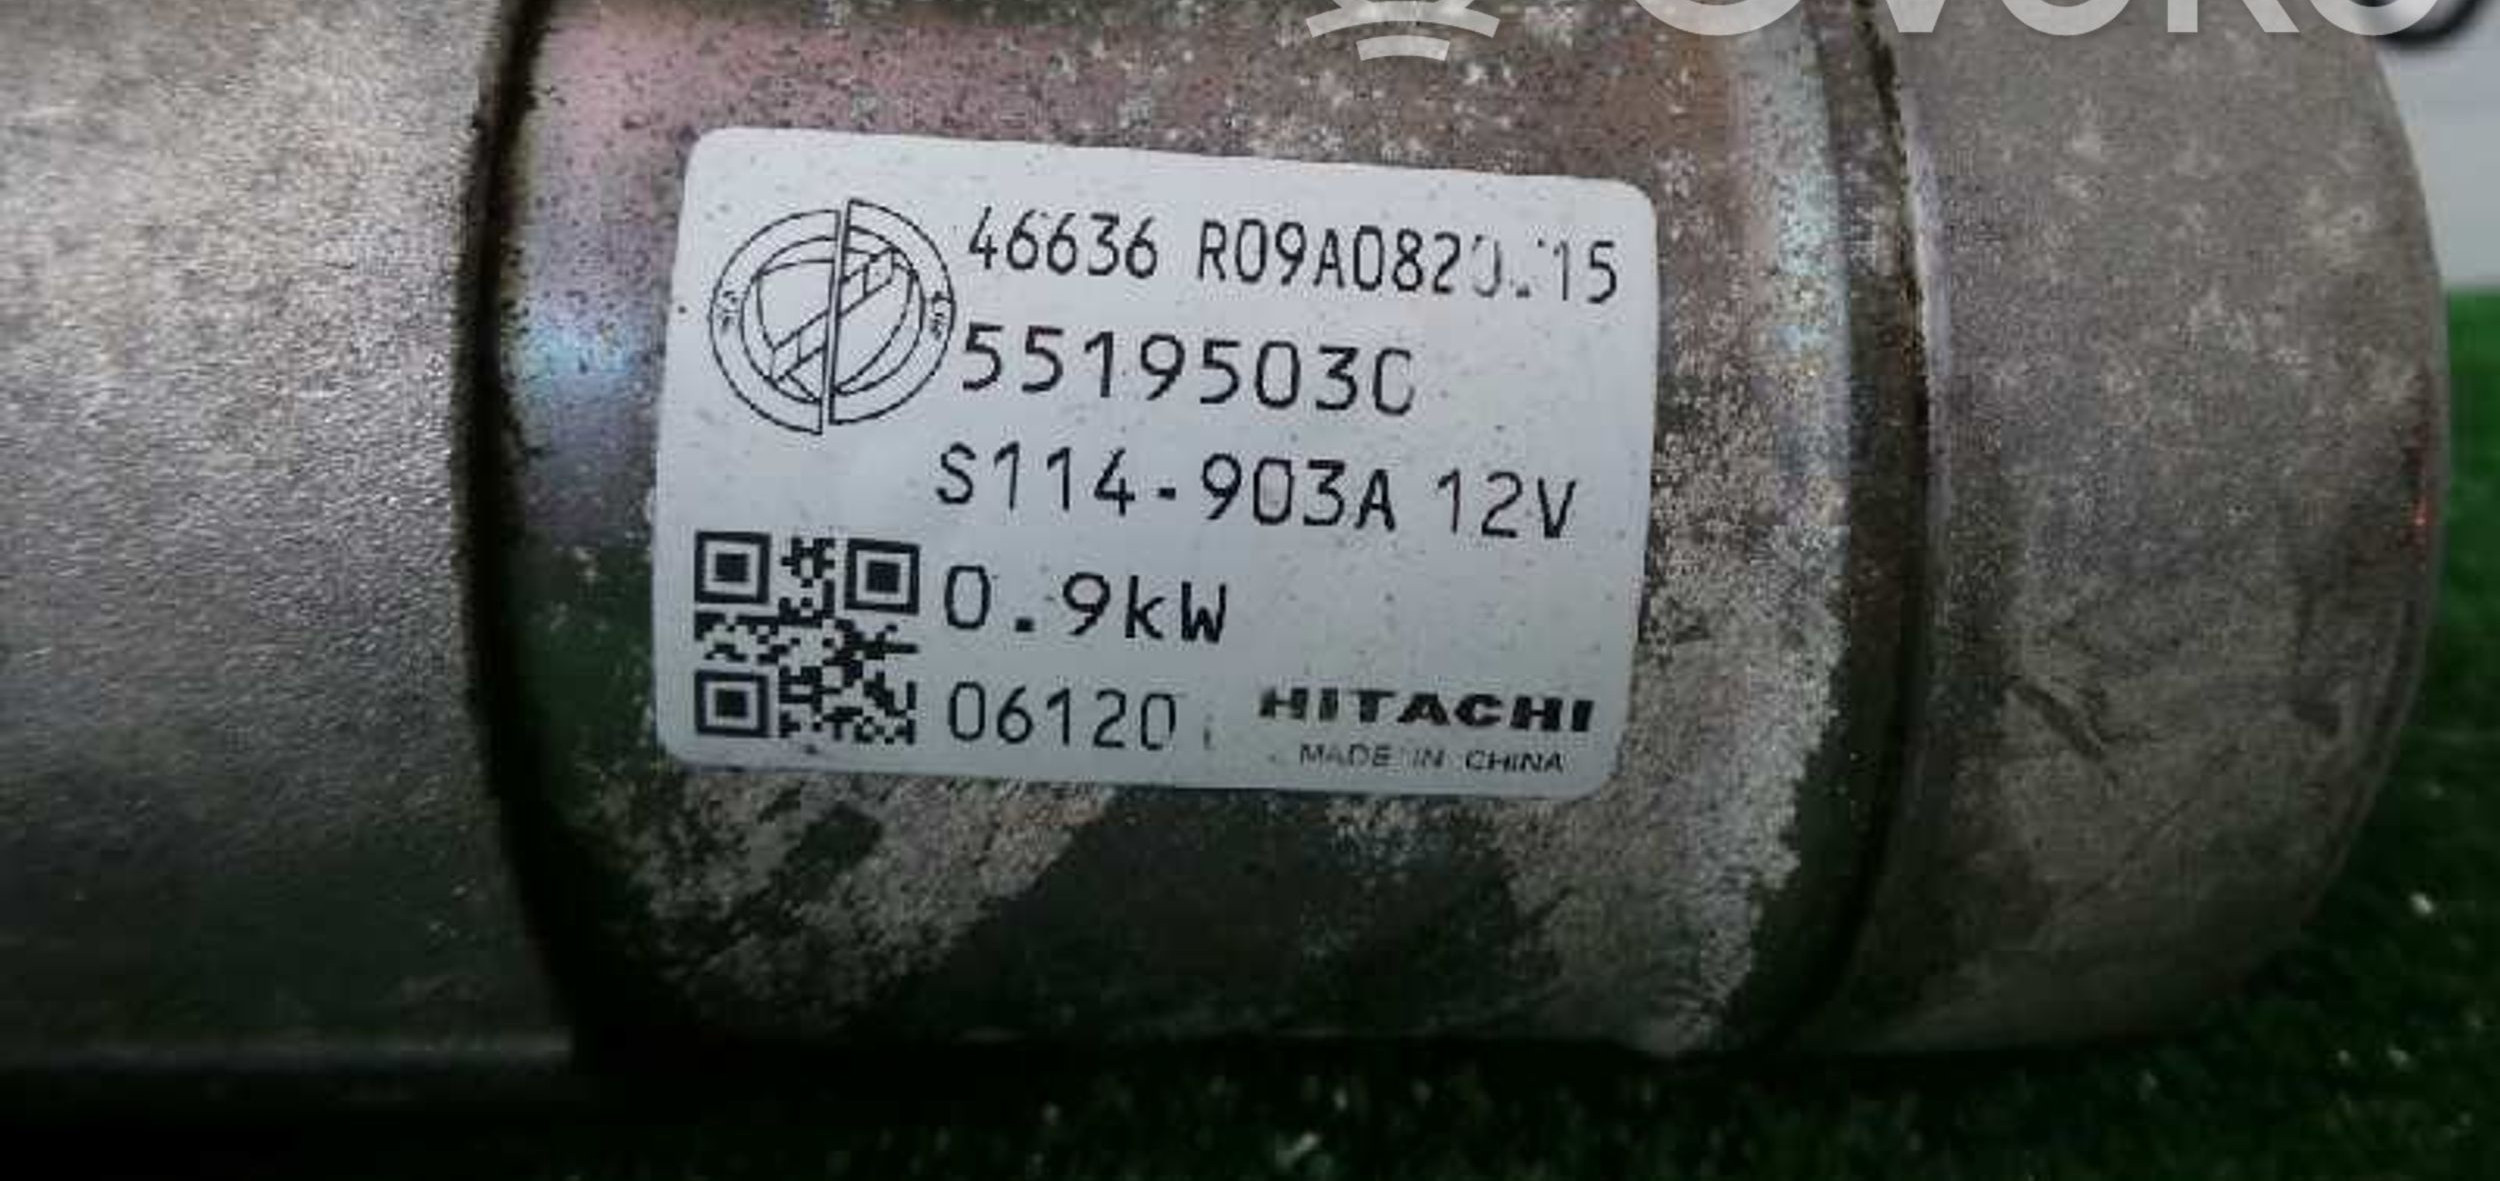 46636
55195030
S114-903A 12V
0.9kW
06120
HITACHI
MADE IN CHINA